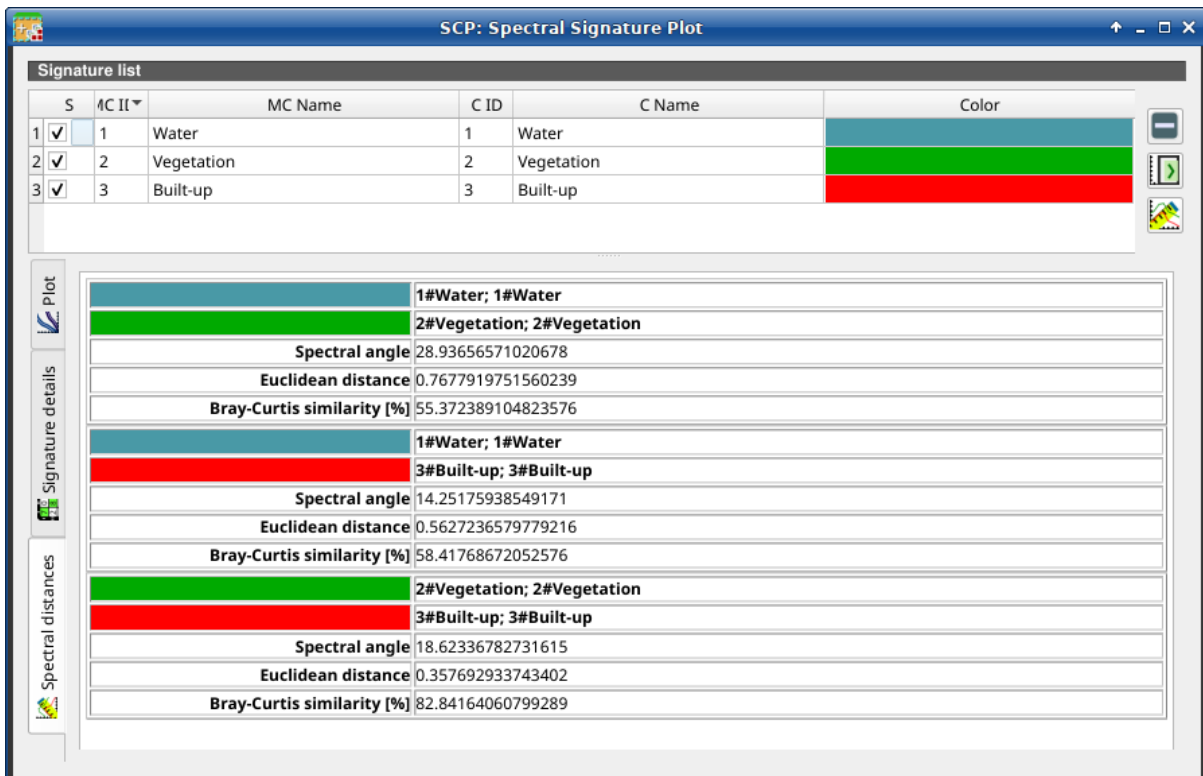 SCP: Spectral Signature Plot
Signature list
S MC ID MC Name C ID C Name Color
1 1 Water 1 Water
2 2 Vegetation 2 Vegetation
3 3 Built-up 3 Built-up
Plot
Signature details
Spectral distances
1#Water; 1#Water
2#Vegetation; 2#Vegetation
Spectral angle 28.93656571020678
Euclidean distance 0.7677919751560239
Bray-Curtis similarity [%] 55.372389104823576
1#Water; 1#Water
3#Built-up; 3#Built-up
Spectral angle 14.25175938549171
Euclidean distance 0.5627236579779216
Bray-Curtis similarity [%] 58.41768672052576
2#Vegetation; 2#Vegetation
3#Built-up; 3#Built-up
Spectral angle 18.62336782731615
Euclidean distance 0.357692933743402
Bray-Curtis similarity [%] 82.84164060799289